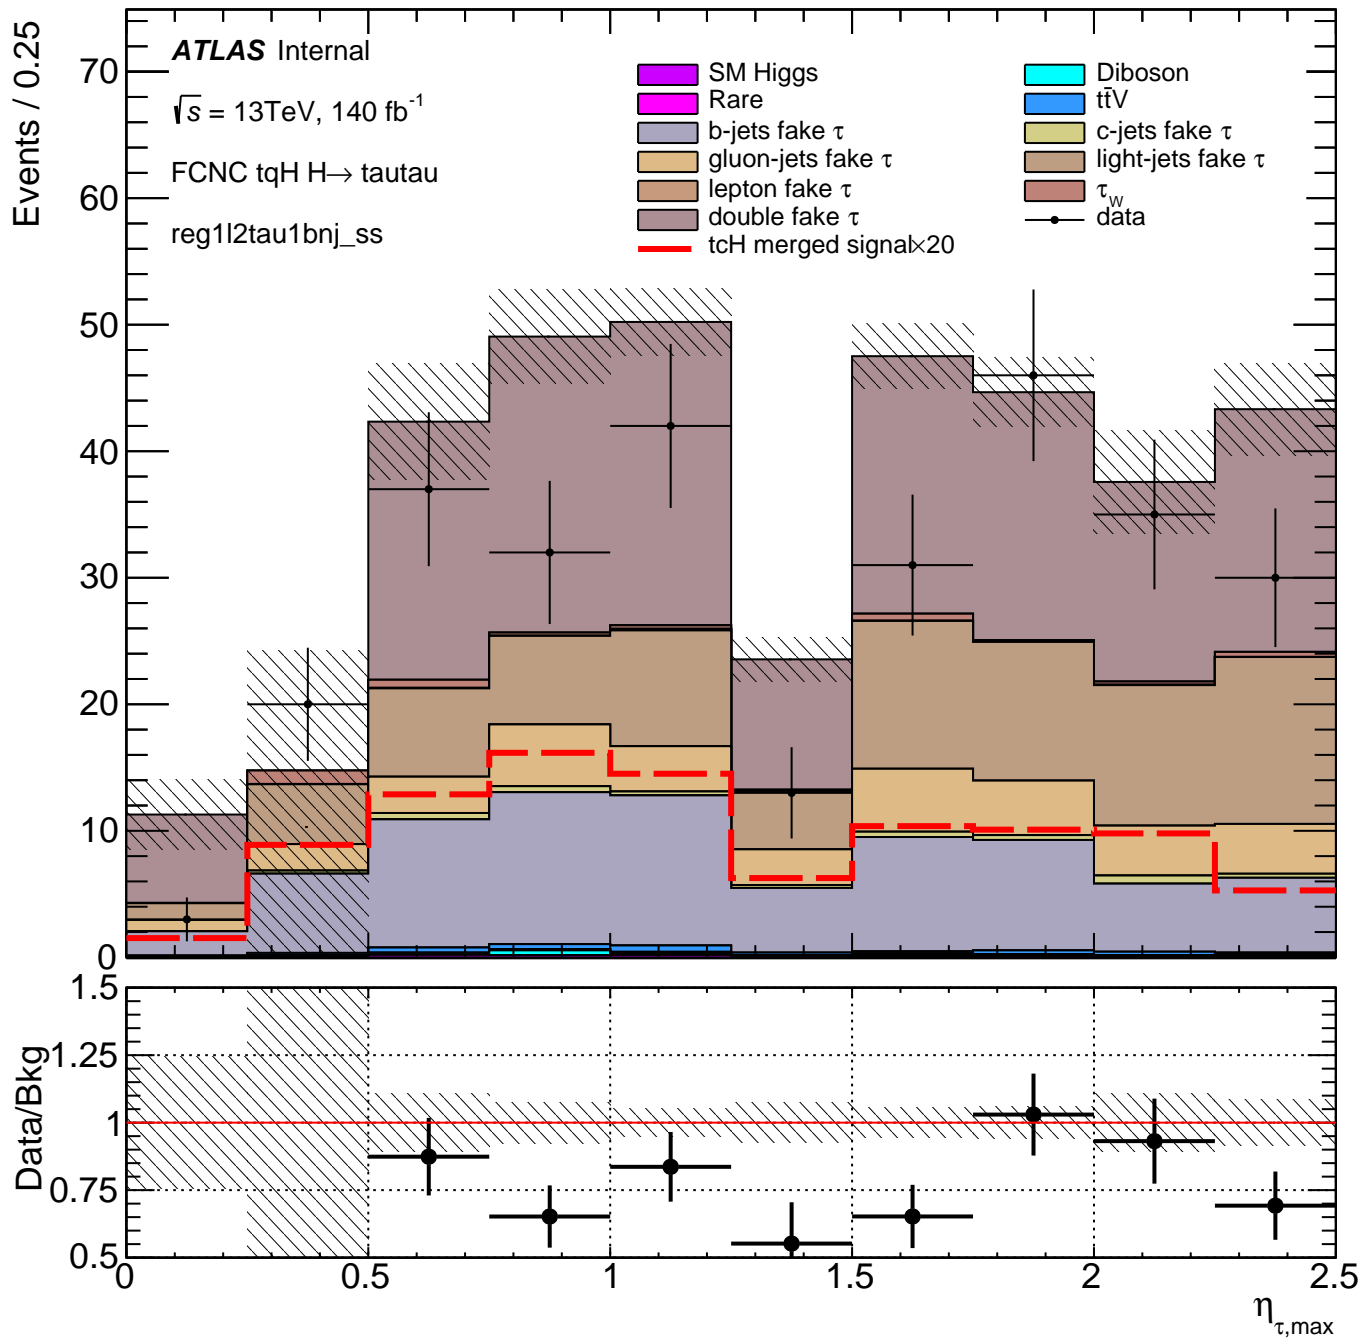 Events / 0.25
70
60
50
40
30
20
10
0
ATLAS Internal
√s = 13TeV, 140 fb⁻¹
FCNC tqH H→ tautau
reg1l2tau1bnj_ss
SM Higgs
Rare
b-jets fake τ
gluon-jets fake τ
lepton fake τ
double fake τ
tcH merged signal×20
Diboson
tt̄V
c-jets fake τ
light-jets fake τ
τ_W
data
Data/Bkg
1.5
1.25
1
0.75
0.5
0 0.5 1 1.5 2 2.5
η_τ,max